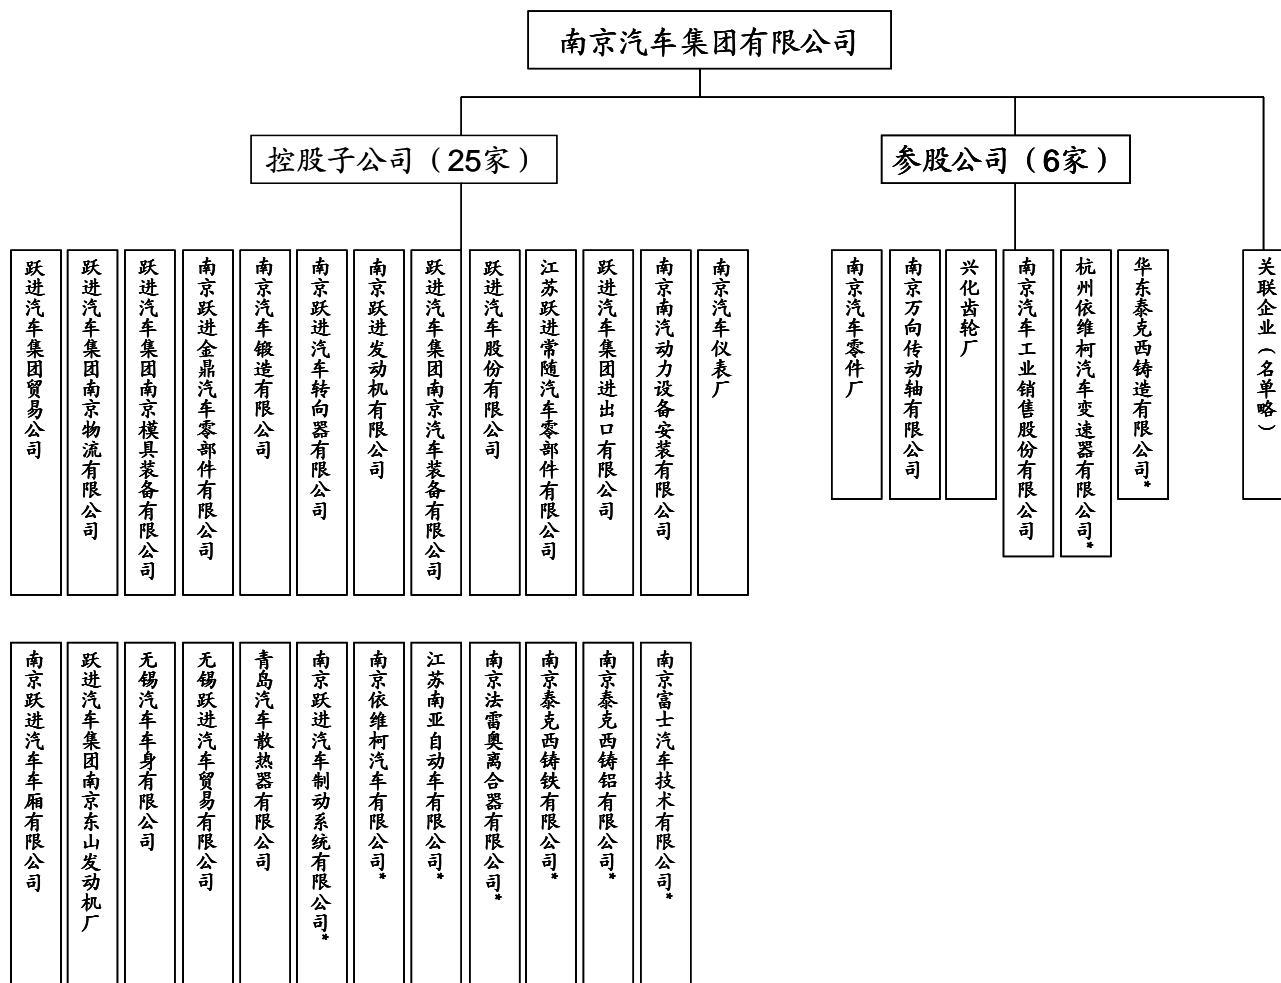 南京汽车集团有限公司
控股子公司（25家）
参股公司（6家）
跃进汽车集团贸易公司
跃进汽车集团南京物流有限公司
跃进汽车集团南京模具装备有限公司
南京跃进金鼎汽车零部件有限公司
南京汽车锻造有限公司
南京跃进汽车转向器有限公司
南京跃进发动机有限公司
跃进汽车集团南京汽车装备有限公司
跃进汽车股份有限公司
江苏跃进常随汽车零部件有限公司
跃进汽车集团进出口有限公司
南京南汽动力设备安装有限公司
南京汽车仪表厂
南京汽车零件厂
南京万向传动轴有限公司
兴化齿轮厂
南京汽车工业销售股份有限公司
杭州依维柯汽车变速器有限公司*
华东泰克西铸造有限公司*
关联企业（名单略）
南京跃进汽车车厢有限公司
跃进汽车集团南京东山发动机厂
无锡汽车车身有限公司
无锡跃进汽车贸易有限公司
青岛汽车散热器有限公司
南京跃进汽车制动系统有限公司*
南京依维柯汽车有限公司*
江苏南亚自动车有限公司*
南京法雷奥离合器有限公司*
南京泰克西铸铁有限公司*
南京泰克西铸铝有限公司*
南京富士汽车技术有限公司*